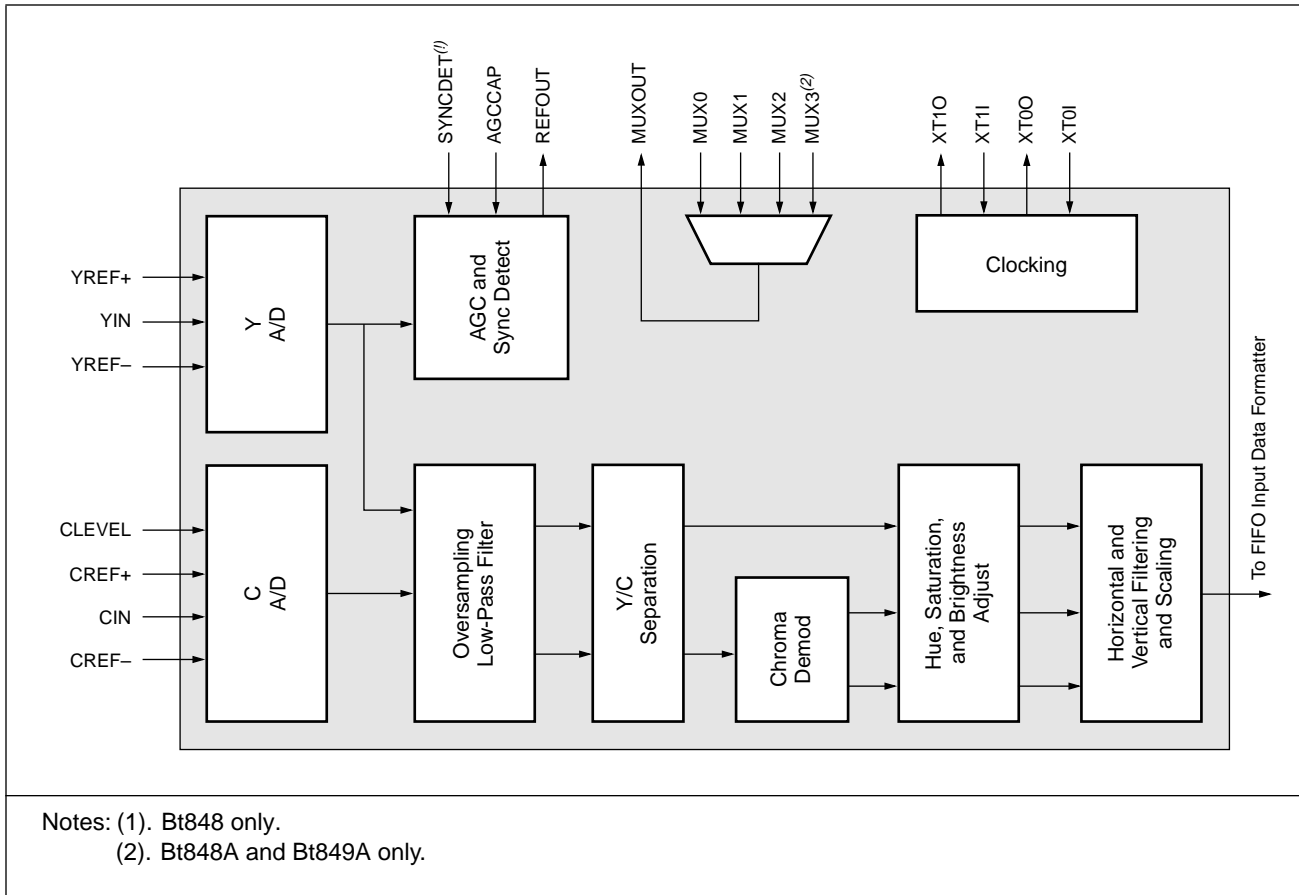 SYNCDET(!)
AGCCAP
REFOUT
MUXOUT
MUX0
MUX1
MUX2
MUX3(2)
XT1O
XT1I
XT0O
XT0I
YREF+
YIN
YREF–
Y
A/D
AGC and
Sync Detect
Clocking
To FIFO Input Data Formatter
CLEVEL
CREF+
CIN
CREF–
C
A/D
Oversampling
Low-Pass Filter
Y/C
Separation
Chroma
Demod
Hue, Saturation,
and Brightness
Adjust
Horizontal and
Vertical Filtering
and Scaling
Notes: (1). Bt848 only.
(2). Bt848A and Bt849A only.